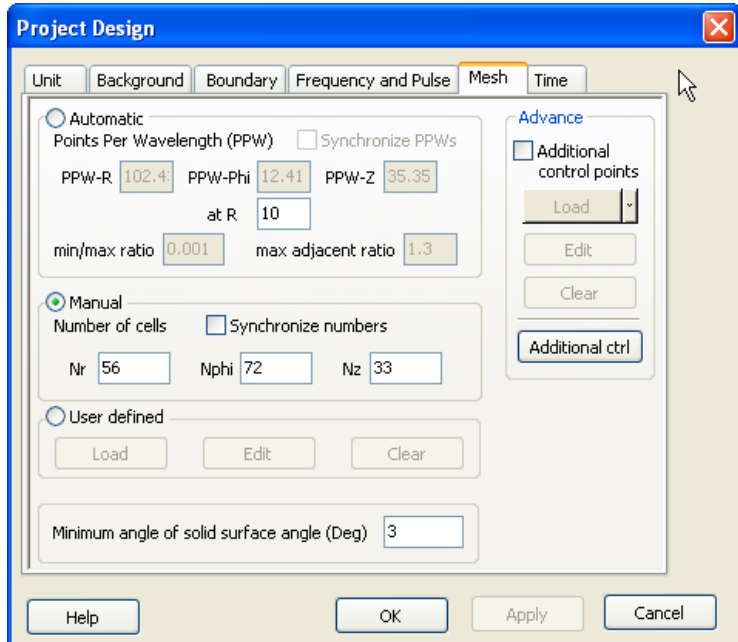 Project Design
Unit Background Boundary Frequency and Pulse Mesh Time
Automatic
Points Per Wavelength (PPW) Synchronize PPWs
PPW-R 102.4 PPW-Phi 12.41 PPW-Z 35.35
at R 10
min/max ratio 0.001 max adjacent ratio 1.3
Manual
Number of cells Synchronize numbers
Nr 56 Nphi 72 Nz 33
User defined
Load Edit Clear
Minimum angle of solid surface angle (Deg) 3
Advance
Additional
control points
Load
Edit
Clear
Additional ctrl
Help OK Apply Cancel